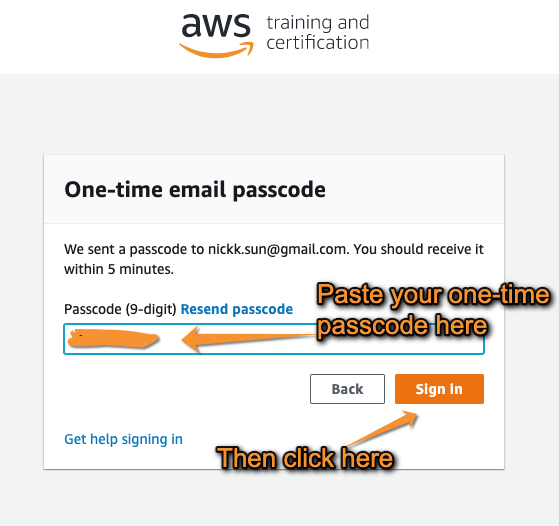 aws training and
certification
One-time email passcode
We sent a passcode to nickk.sun@gmail.com. You should receive it
within 5 minutes.
Passcode (9-digit) Resend passcode
Paste your one-time
passcode here
Back
Sign in
Get help signing in
Then click here